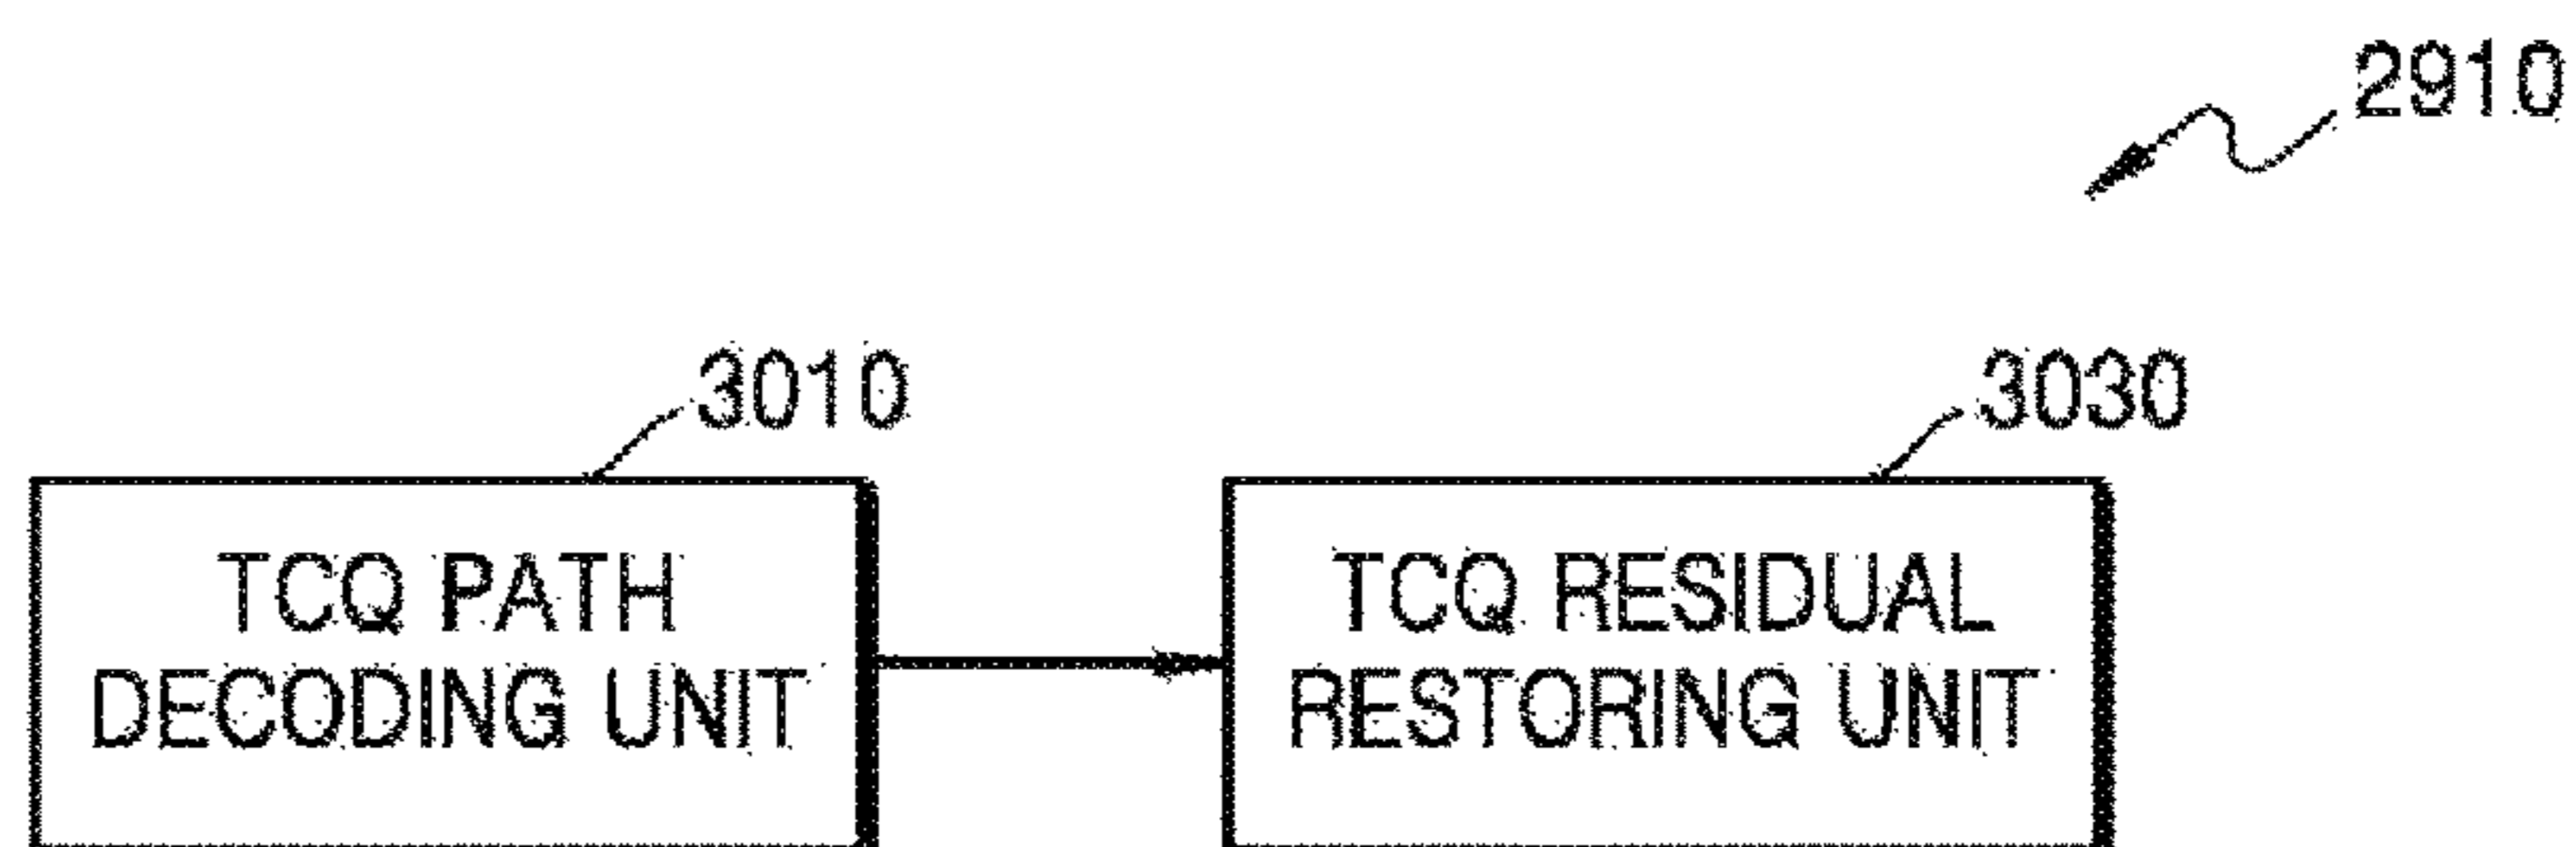 2910
3010
3030
TCQ PATH
DECODING UNIT
TCQ RESIDUAL
RESTORING UNIT